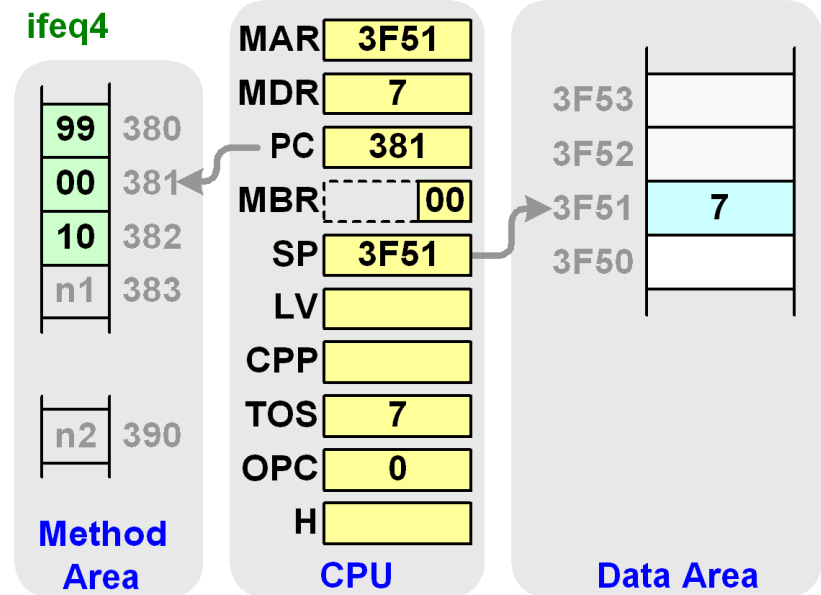 ifeq4
99 380
00 381
10 382
n1 383
n2 390
Method
Area
MAR 3F51
MDR 7
PC 381
MBR 00
SP 3F51
LV
CPP
TOS 7
OPC 0
H
CPU
3F53
3F52
3F51 7
3F50
Data Area